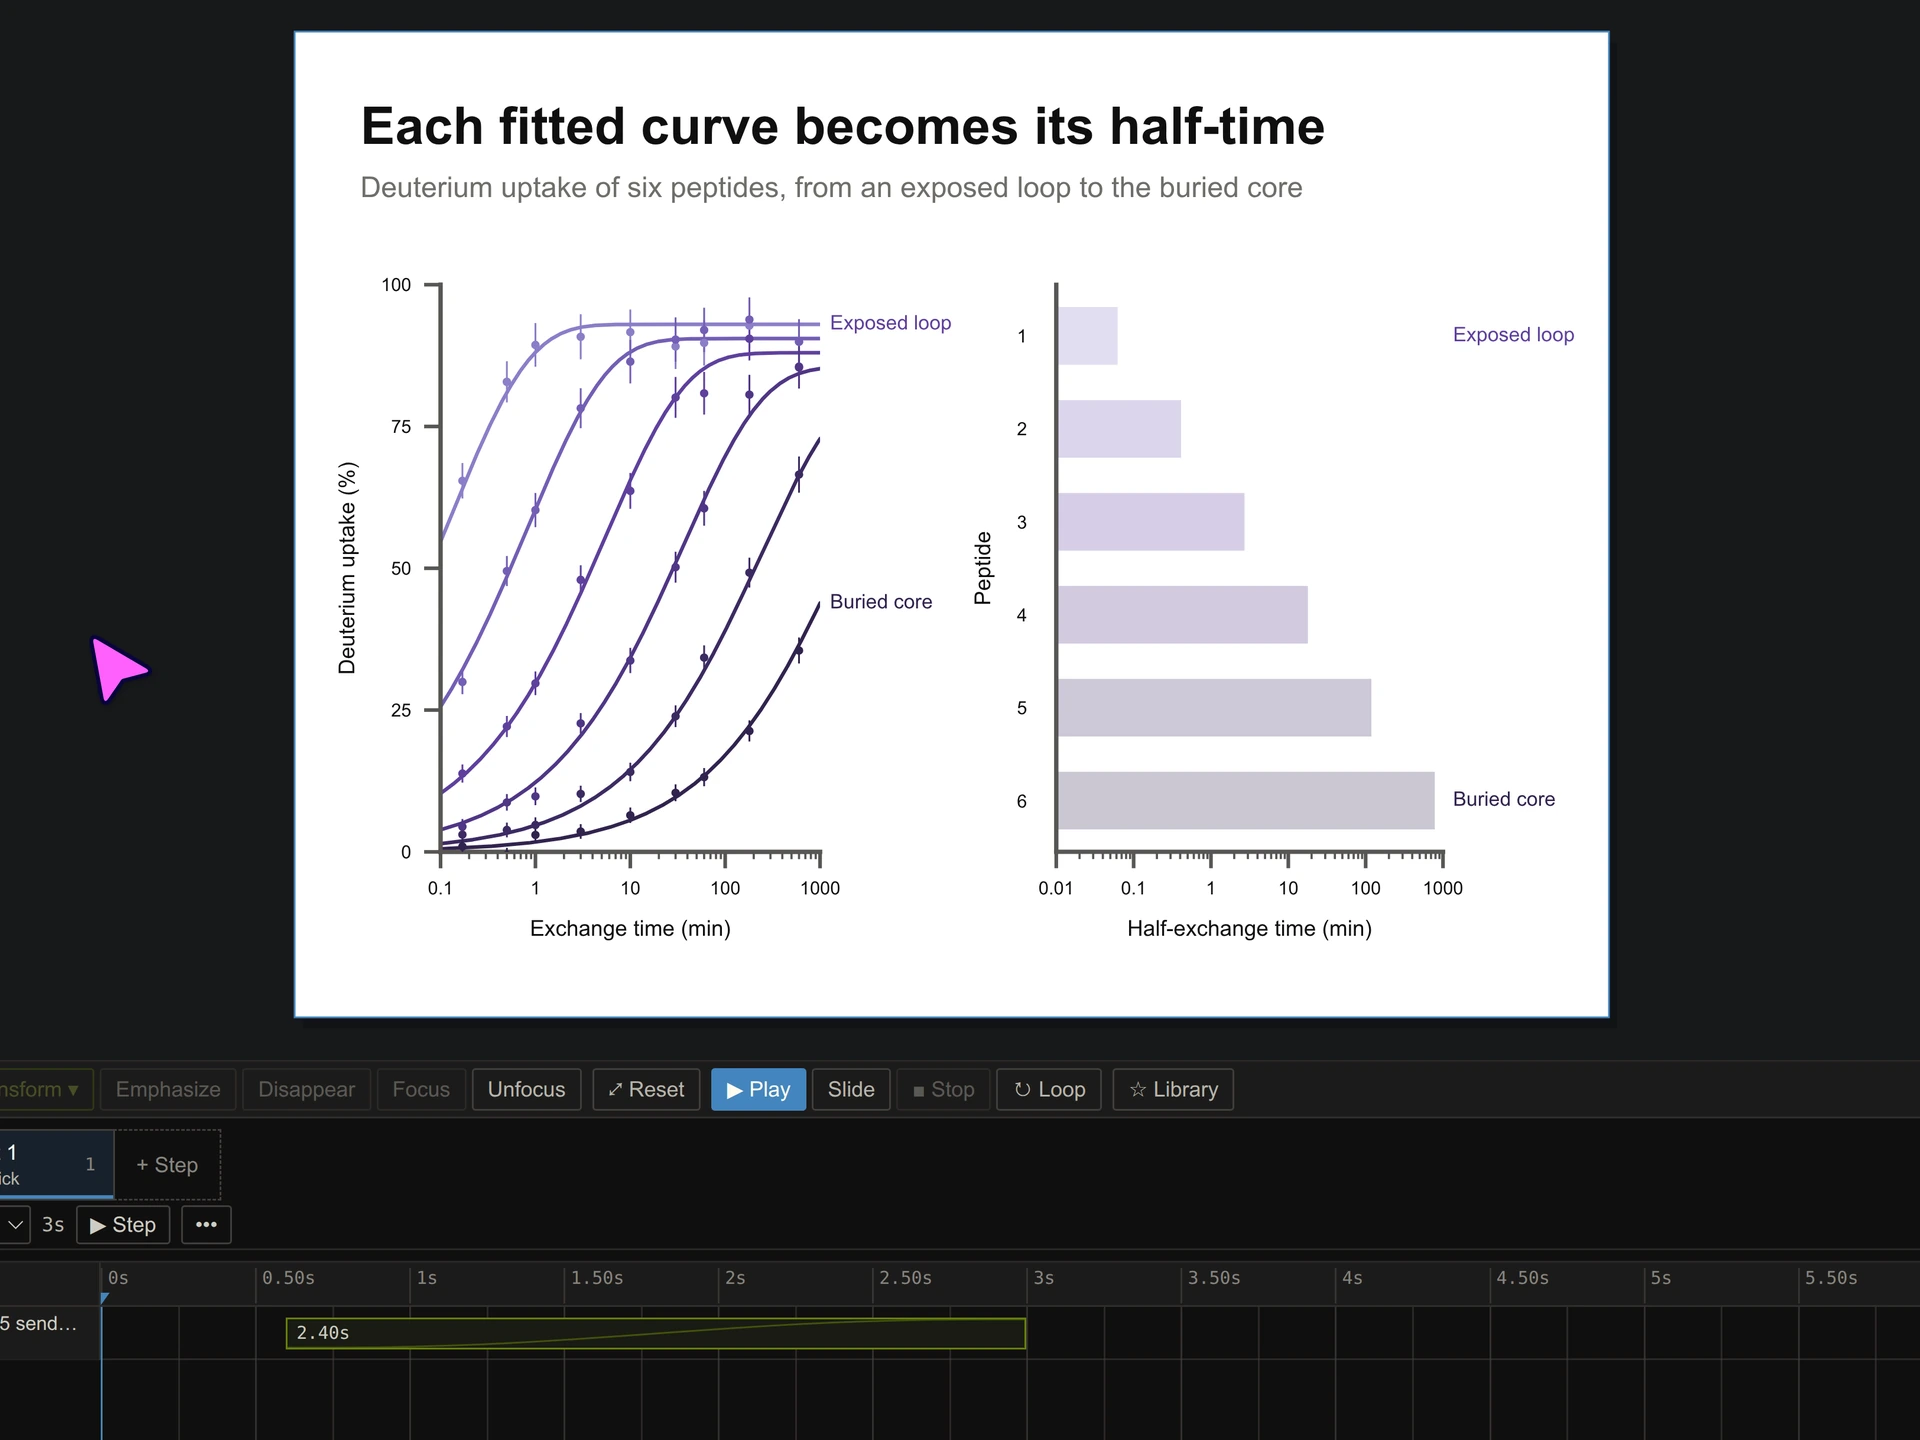 Each fitted curve becomes its half-time
Deuterium uptake of six peptides, from an exposed loop to the buried core
100
75
50
25
0
Deuterium uptake (%)
0.1
1
10
100
1000
Exchange time (min)
Exposed loop
Buried core
Peptide
1
2
3
4
5
6
Exposed loop
Buried core
0.01
0.1
1
10
100
1000
Half-exchange time (min)
nsform ▾
Emphasize
Disappear
Focus
Unfocus
⤢ Reset
▶ Play
Slide
■ Stop
↻ Loop
☆ Library
1
ick
1
+ Step
3s
▶ Step
•••
0s
0.50s
1s
1.50s
2s
2.50s
3s
3.50s
4s
4.50s
5s
5.50s
5 send…
2.40s